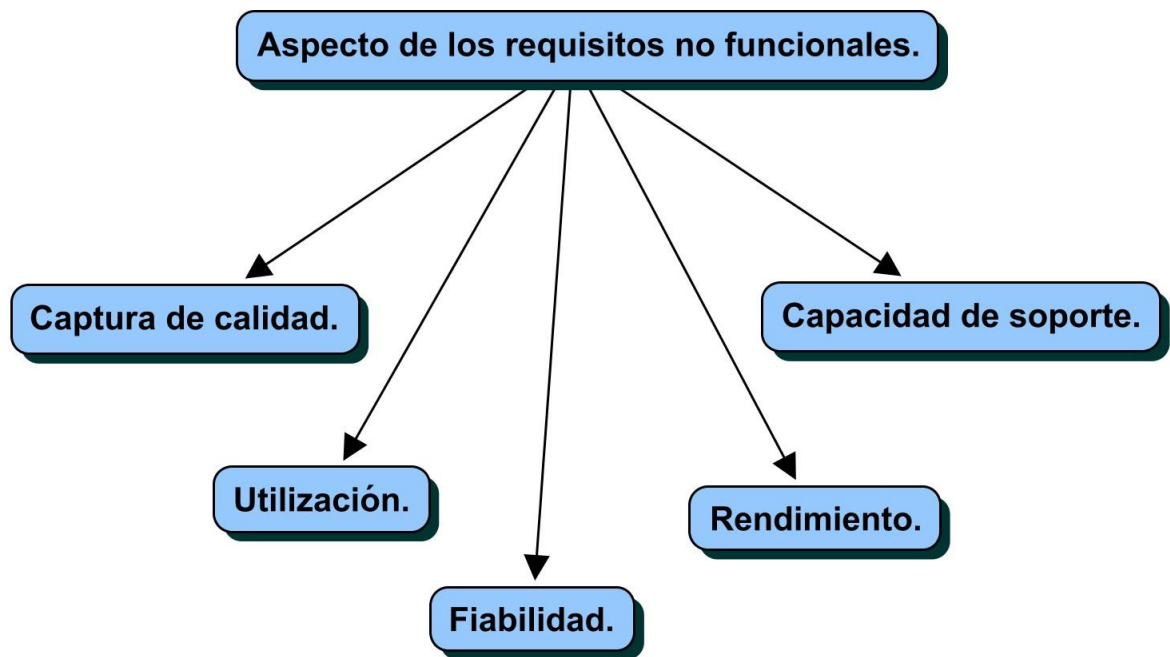 Aspecto de los requisitos no funcionales.
Captura de calidad.
Capacidad de soporte.
Utilización.
Rendimiento.
Fiabilidad.